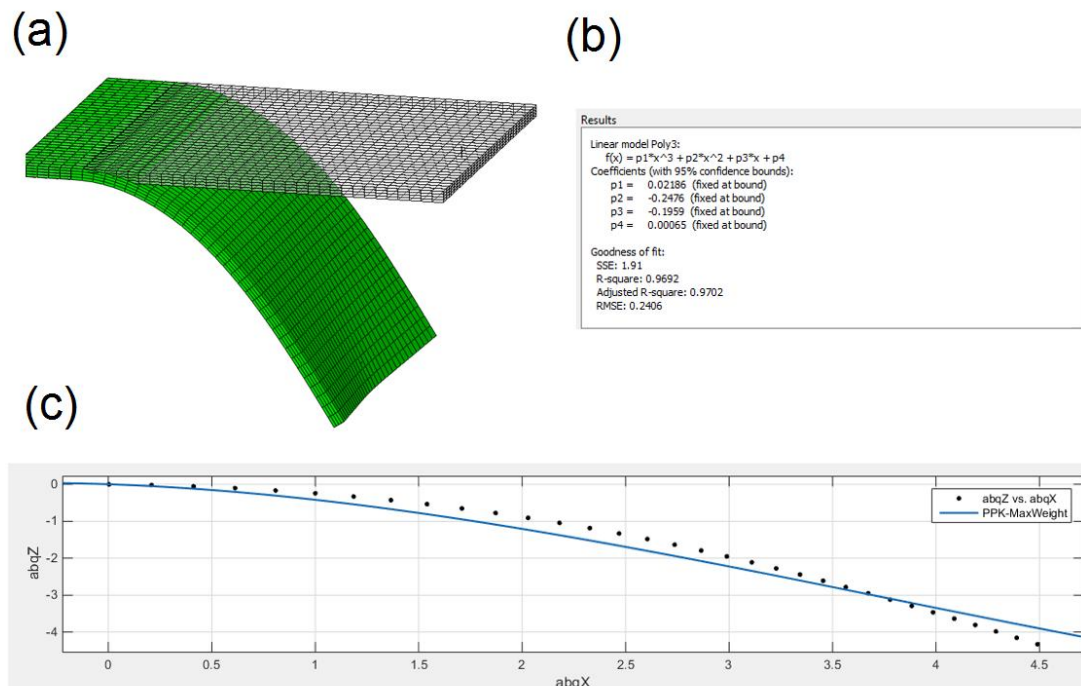 (a)
(b)
Results
Linear model Poly3:
f(x) = p1*x^3 + p2*x^2 + p3*x + p4
Coefficients (with 95% confidence bounds):
p1 = 0.02186 (fixed at bound)
p2 = -0.2476 (fixed at bound)
p3 = -0.1959 (fixed at bound)
p4 = 0.00065 (fixed at bound)
Goodness of fit:
SSE: 1.91
R-square: 0.9692
Adjusted R-square: 0.9702
RMSE: 0.2406
(c)
abqZ vs. abqX
PPK-MaxWeight
abqZ
0
-1
-2
-3
-4
0 0.5 1 1.5 2 2.5 3 3.5 4 4.5
abqX